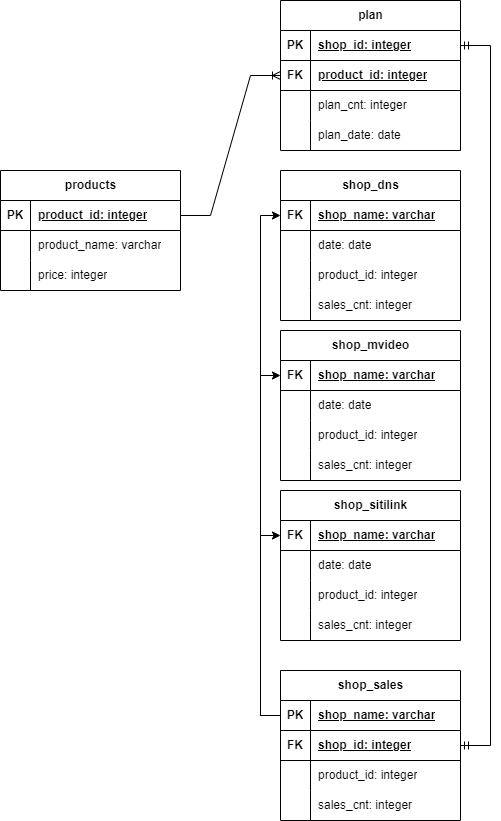 plan
PK shop_id: integer
FK product_id: integer
plan_cnt: integer
plan_date: date
products
PK product_id: integer
product_name: varchar
price: integer
shop_dns
FK shop_name: varchar
date: date
product_id: integer
sales_cnt: integer
shop_mvideo
FK shop_name: varchar
date: date
product_id: integer
sales_cnt: integer
shop_sitilink
FK shop_name: varchar
date: date
product_id: integer
sales_cnt: integer
shop_sales
PK shop_name: varchar
FK shop_id: integer
product_id: integer
sales_cnt: integer